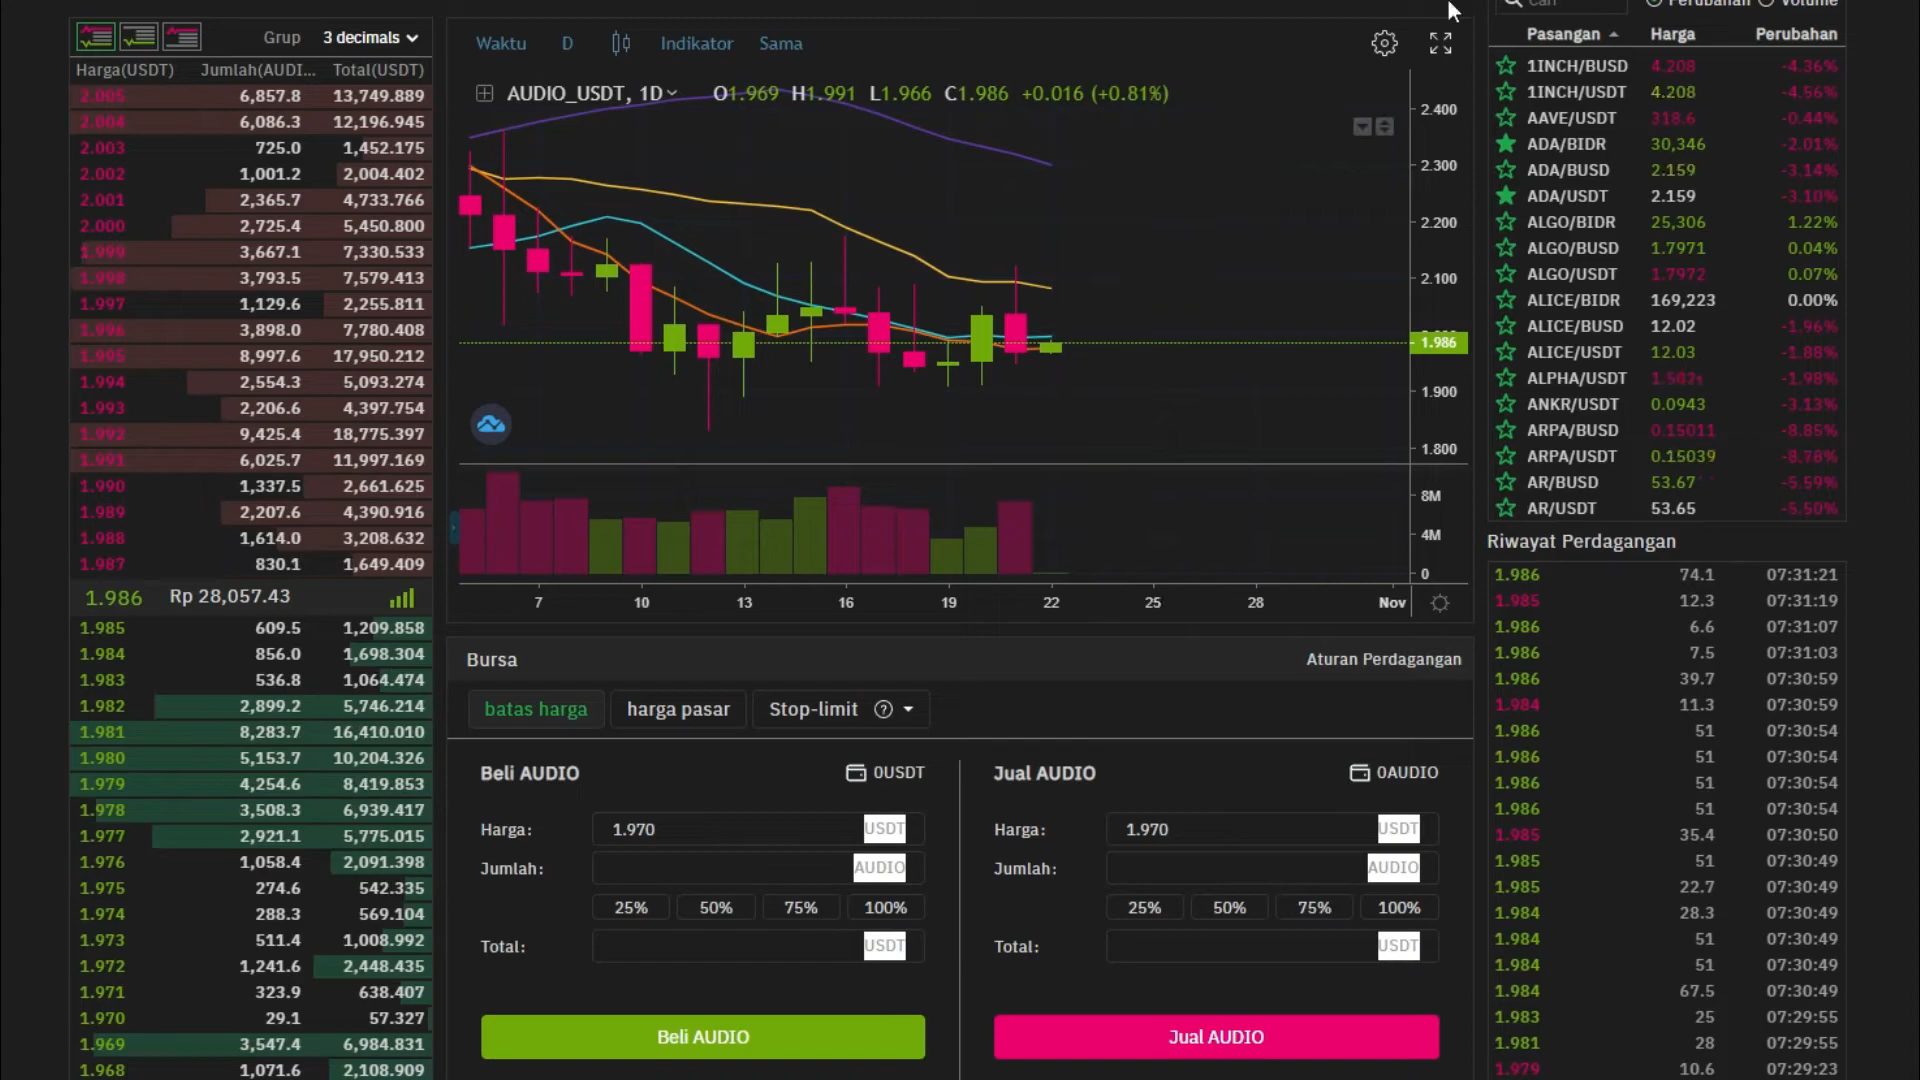 Grup 3 decimals
Harga(USDT) Jumlah(AUDI... Total(USDT)
2.005 6,857.8 13,749.889
2.004 6,086.3 12,196.945
2.003 725.0 1,452.175
2.002 1,001.2 2,004.402
2.001 2,365.7 4,733.766
2.000 2,725.4 5,450.800
1.999 3,667.1 7,330.533
1.998 3,793.5 7,579.413
1.997 1,129.6 2,255.811
1.996 3,898.0 7,780.408
1.995 8,997.6 17,950.212
1.994 2,554.3 5,093.274
1.993 2,206.6 4,397.754
1.992 9,425.4 18,775.397
1.991 6,025.7 11,997.169
1.990 1,337.5 2,661.625
1.989 2,207.6 4,390.916
1.988 1,614.0 3,208.632
1.987 830.1 1,649.409
1.986 Rp 28,057.43
1.985 609.5 1,209.858
1.984 856.0 1,698.304
1.983 536.8 1,064.474
1.982 2,899.2 5,746.214
1.981 8,283.7 16,410.010
1.980 5,153.7 10,204.326
1.979 4,254.6 8,419.853
1.978 3,508.3 6,939.417
1.977 2,921.1 5,775.015
1.976 1,058.4 2,091.398
1.975 274.6 542.335
1.974 288.3 569.104
1.973 511.4 1,008.992
1.972 1,241.6 2,448.435
1.971 323.9 638.407
1.970 29.1 57.327
1.969 3,547.4 6,984.831
1.968 1,071.6 2,108.909
Waktu D Indikator Sama
AUDIO_USDT, 1D O1.969 H1.991 L1.966 C1.986 +0.016 (+0.81%)
2.400
2.300
2.200
2.100
1.986
1.900
1.800
8M
4M
0
7 10 13 16 19 22 25 28 Nov
Bursa Aturan Perdagangan
batas harga harga pasar Stop-limit ?
Beli AUDIO 0USDT
Harga: 1.970 USDT
Jumlah: AUDIO
25% 50% 75% 100%
Total: USDT
Beli AUDIO
Jual AUDIO 0AUDIO
Harga: 1.970 USDT
Jumlah: AUDIO
25% 50% 75% 100%
Total: USDT
Jual AUDIO
Cari Perubahan Volume
Pasangan Harga Perubahan
1INCH/BUSD 4.208 -4.36%
1INCH/USDT 4.208 -4.56%
AAVE/USDT 318.6 -0.44%
ADA/BIDR 30,346 -2.01%
ADA/BUSD 2.159 -3.14%
ADA/USDT 2.159 -3.10%
ALGO/BIDR 25,306 1.22%
ALGO/BUSD 1.7971 0.04%
ALGO/USDT 1.7972 0.07%
ALICE/BIDR 169,223 0.00%
ALICE/BUSD 12.02 -1.96%
ALICE/USDT 12.03 -1.88%
ALPHA/USDT -1.98%
ANKR/USDT 0.0943 -3.13%
ARPA/BUSD 0.15011 -8.85%
ARPA/USDT 0.15039 -8.78%
AR/BUSD 53.67 -5.59%
AR/USDT 53.65 -5.50%
Riwayat Perdagangan
1.986 74.1 07:31:21
1.985 12.3 07:31:19
1.986 6.6 07:31:07
1.986 7.5 07:31:03
1.986 39.7 07:30:59
1.984 11.3 07:30:59
1.986 51 07:30:54
1.986 51 07:30:54
1.986 51 07:30:54
1.986 51 07:30:54
1.985 35.4 07:30:50
1.985 51 07:30:49
1.985 22.7 07:30:49
1.984 28.3 07:30:49
1.984 51 07:30:49
1.984 51 07:30:49
1.984 67.5 07:30:49
1.983 25 07:29:55
1.981 28 07:29:55
1.979 10.6 07:29:23